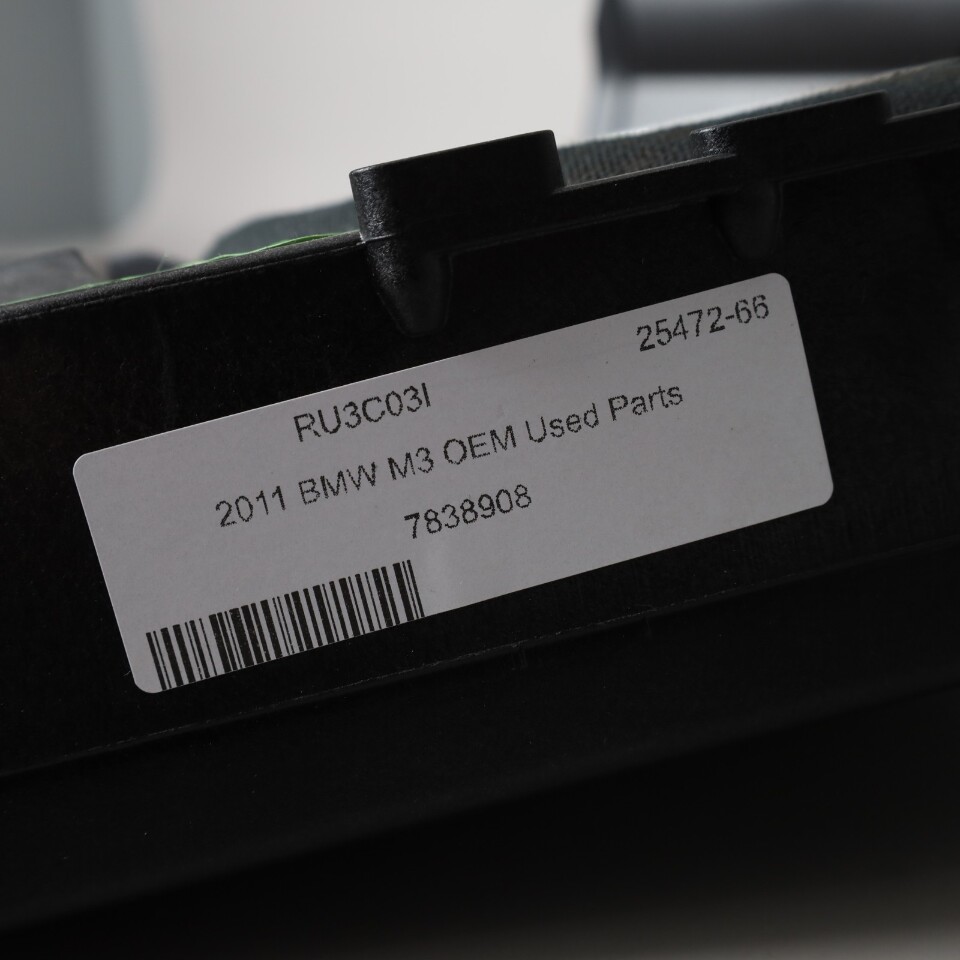 25472-66
RU3C03I
2011 BMW M3 OEM Used Parts
7838908